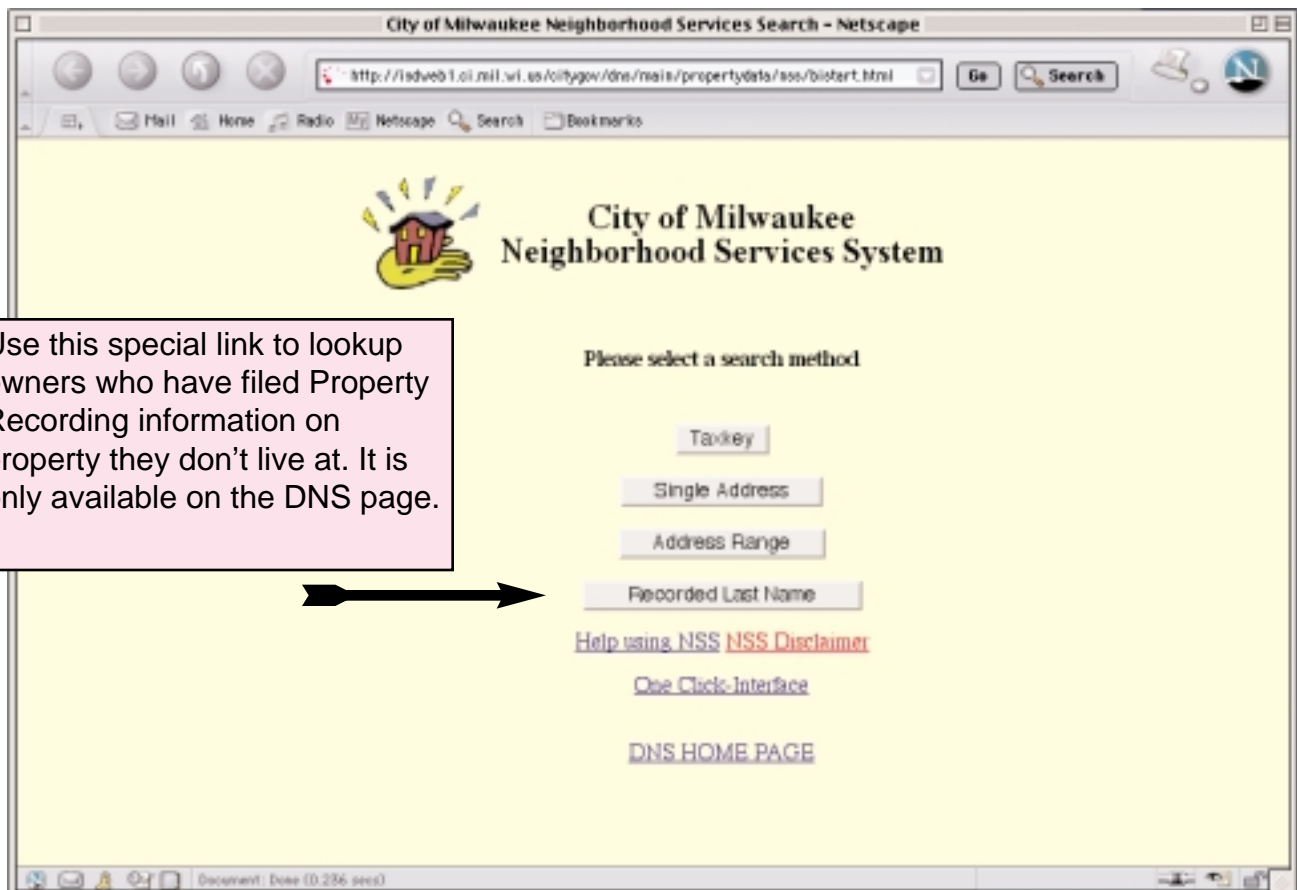 City of Milwaukee Neighborhood Services Search - Netscape
http://isdweb1.ci.mil.wi.us/citygov/dns/main/propertydata/nss/bistart.html
Go
Search
N
Mail
Home
Radio
My
Netscape
Search
Bookmarks
City of Milwaukee
Neighborhood Services System
Use this special link to lookup
owners who have filed Property
Recording information on
property they don't live at. It is
only available on the DNS page.
Please select a search method
Taxkey
Single Address
Address Range
Recorded Last Name
Help using NSS NSS Disclaimer
One Click-Interface
DNS HOME PAGE
Document: Done (0.236 secs)